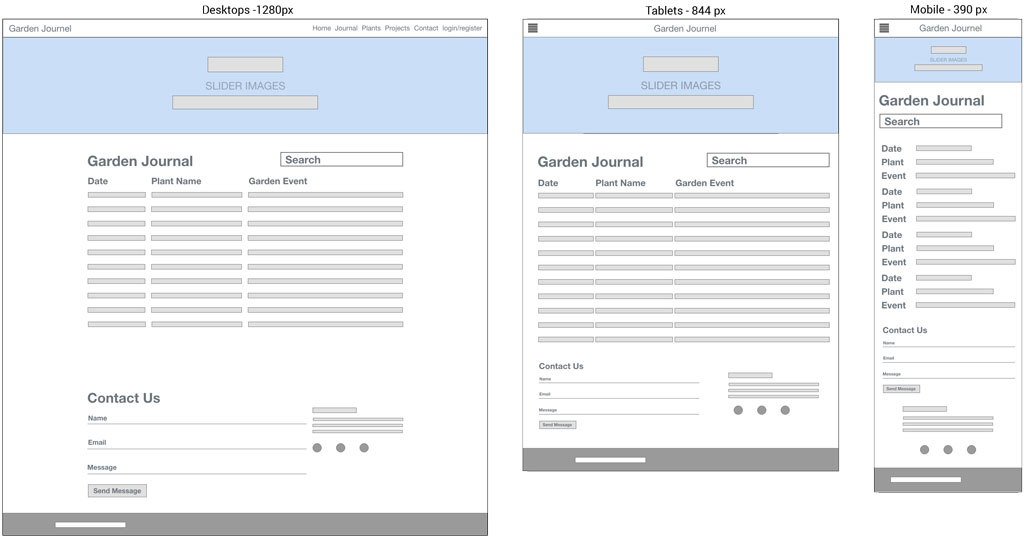 Desktops -1280px
Garden Journel
Home Journal Plants Projects Contact login/register
SLIDER IMAGES
Garden Journal
Search
Date Plant Name Garden Event
Contact Us
Name
Email
Message
Send Message
Tablets - 844 px
Garden Journel
SLIDER IMAGES
Garden Journal
Search
Date Plant Name Garden Event
Contact Us
Name
Email
Message
Send Message
Mobile - 390 px
Garden Journel
SLIDER IMAGES
Garden Journal
Search
Date
Plant
Event
Date
Plant
Event
Date
Plant
Event
Date
Plant
Event
Contact Us
Name
Email
Message
Send Message